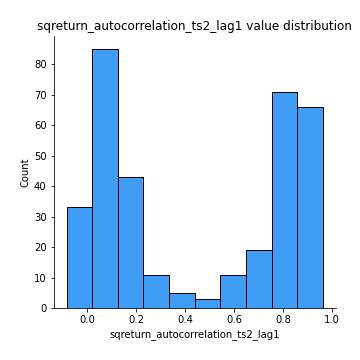 sqreturn_autocorrelation_ts2_lag1 value distribution
80
70
60
50
40
30
20
10
0
Count
0.0 0.2 0.4 0.6 0.8 1.0
sqreturn_autocorrelation_ts2_lag1